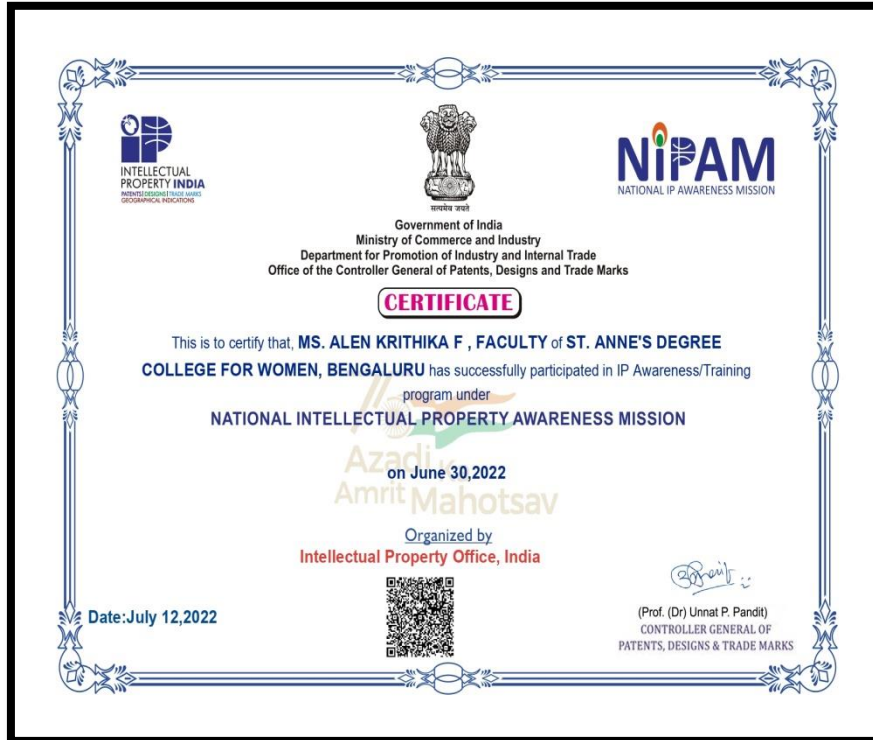 iP
INTELLECTUAL
PROPERTY INDIA
PATENTS | DESIGNS | TRADE MARKS
GEOGRAPHICAL INDICATIONS
सत्यमेव जयते
NiPAM
NATIONAL IP AWARENESS MISSION
Government of India
Ministry of Commerce and Industry
Department for Promotion of Industry and Internal Trade
Office of the Controller General of Patents, Designs and Trade Marks
CERTIFICATE
This is to certify that, MS. ALEN KRITHIKA F , FACULTY of ST. ANNE'S DEGREE
COLLEGE FOR WOMEN, BENGALURU has successfully participated in IP Awareness/Training
program under
NATIONAL INTELLECTUAL PROPERTY AWARENESS MISSION
Azadi Ka
on June 30,2022
Amrit Mahotsav
Organized by
Intellectual Property Office, India
Date:July 12,2022
(Prof. (Dr) Unnat P. Pandit)
CONTROLLER GENERAL OF
PATENTS, DESIGNS & TRADE MARKS